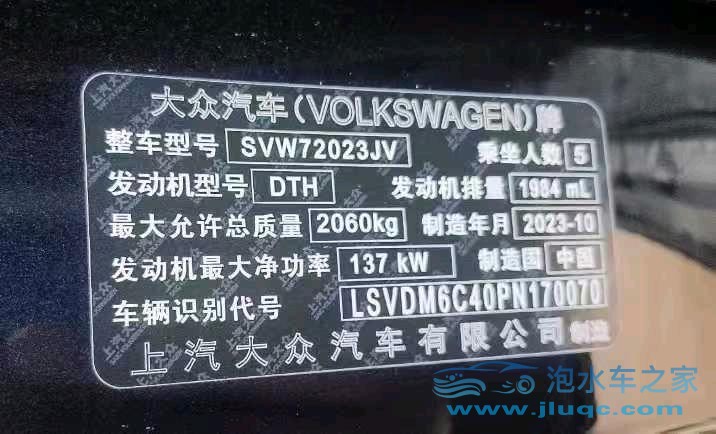 大众汽车(VOLKSWAGEN)牌
整车型号 SVW72023JV 乘坐人数 5
发动机型号 DTH 发动机排量 1984 mL
最大允许总质量 2060kg 制造年月 2023-10
发动机最大净功率 137 kW 制造国 中国
车辆识别代号 LSVDM6C40PN170070
上汽大众汽车有限公司 制造
泡水车之家
www.jluqc.com